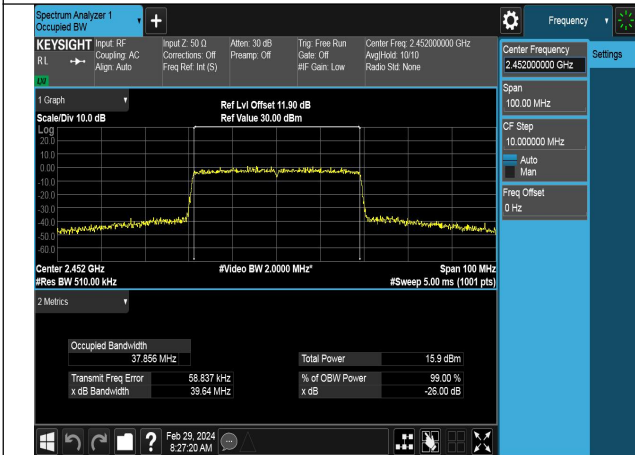 Spectrum Analyzer 1
Occupied BW
Frequency
KEYSIGHT
RL
LXI
Input: RF
Coupling: AC
Align: Auto
Input Z: 50 Ω
Corrections: Off
Freq Ref: Int (S)
Atten: 30 dB
Preamp: Off
Trig: Free Run
Gate: Off
#IF Gain: Low
Center Freq: 2.452000000 GHz
Avg|Hold: 10/10
Radio Std: None
Center Frequency
2.452000000 GHz
Settings
Span
100.00 MHz
CF Step
10.000000 MHz
Auto
Man
Freq Offset
0 Hz
1 Graph
Scale/Div 10.0 dB
Ref Lvl Offset 11.90 dB
Ref Value 30.00 dBm
Log
20.0
10.0
0.00
-10.0
-20.0
-30.0
-40.0
-50.0
-60.0
Center 2.452 GHz
#Res BW 510.00 kHz
#Video BW 2.0000 MHz*
Span 100 MHz
#Sweep 5.00 ms (1001 pts)
2 Metrics
Occupied Bandwidth
37.856 MHz
Total Power 15.9 dBm
Transmit Freq Error 58.837 kHz
% of OBW Power 99.00 %
x dB Bandwidth 39.64 MHz
x dB -26.00 dB
Feb 29, 2024
8:27:20 AM